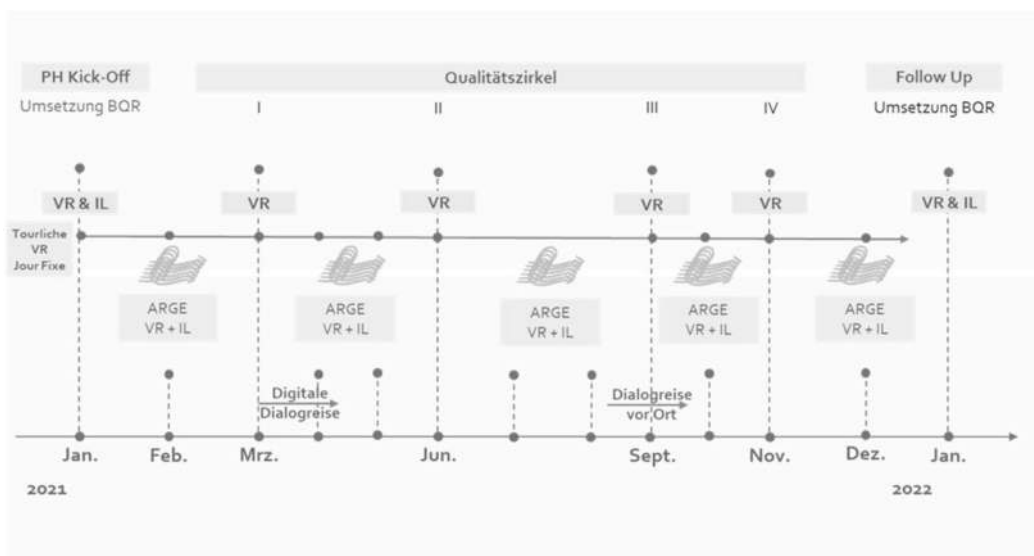 PH Kick-Off
Qualitätszirkel
Follow Up
Umsetzung BQR
I
II
III
IV
Umsetzung BQR
VR & IL
VR
VR
VR
VR
VR & IL
Tourliche
VR
Jour Fixe
ARGE
VR + IL
ARGE
VR + IL
ARGE
VR + IL
ARGE
VR + IL
ARGE
VR + IL
Digitale
Dialogreise
Dialogreise
vor Ort
Jan.
Feb.
Mrz.
Jun.
Sept.
Nov.
Dez.
Jan.
2021
2022